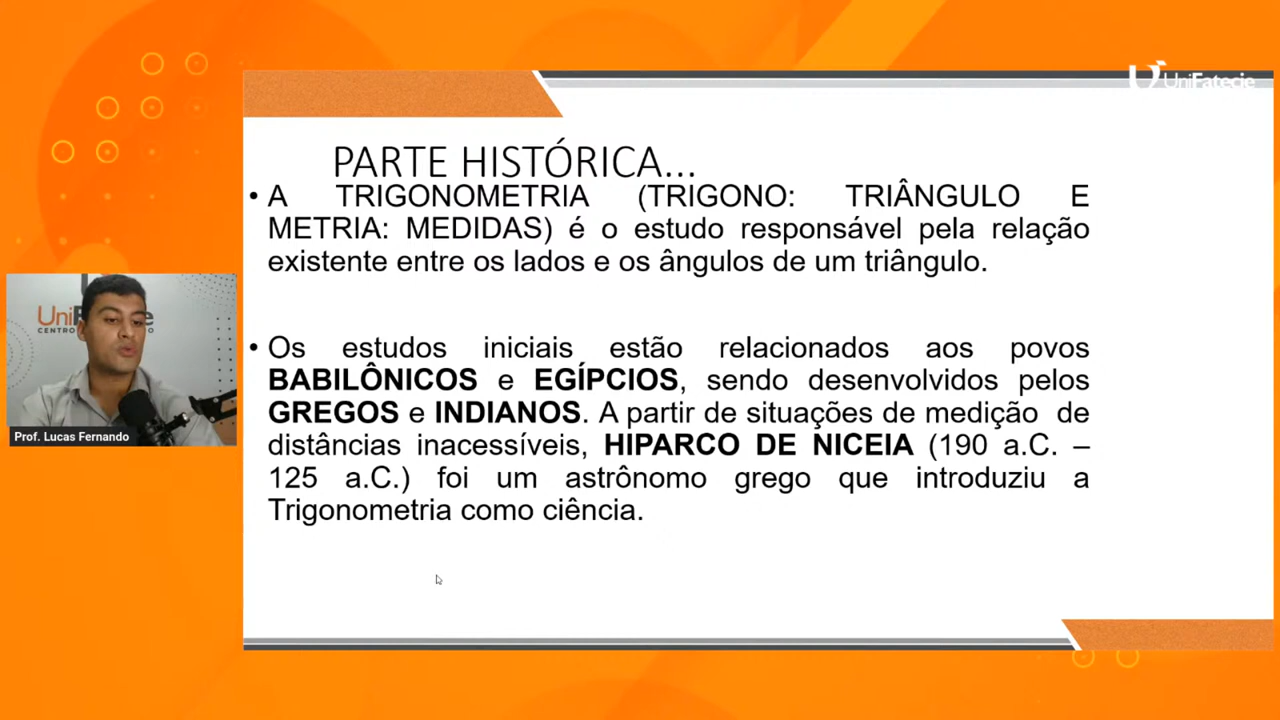 UniFatecie
PARTE HISTÓRICA...
• A TRIGONOMETRIA (TRIGONO: TRIÂNGULO E
METRIA: MEDIDAS) é o estudo responsável pela relação
existente entre os lados e os ângulos de um triângulo.
• Os estudos iniciais estão relacionados aos povos
BABILÔNICOS e EGÍPCIOS, sendo desenvolvidos pelos
GREGOS e INDIANOS. A partir de situações de medição de
distâncias inacessíveis, HIPARCO DE NICEIA (190 a.C. –
125 a.C.) foi um astrônomo grego que introduziu a
Trigonometria como ciência.
Prof. Lucas Fernando